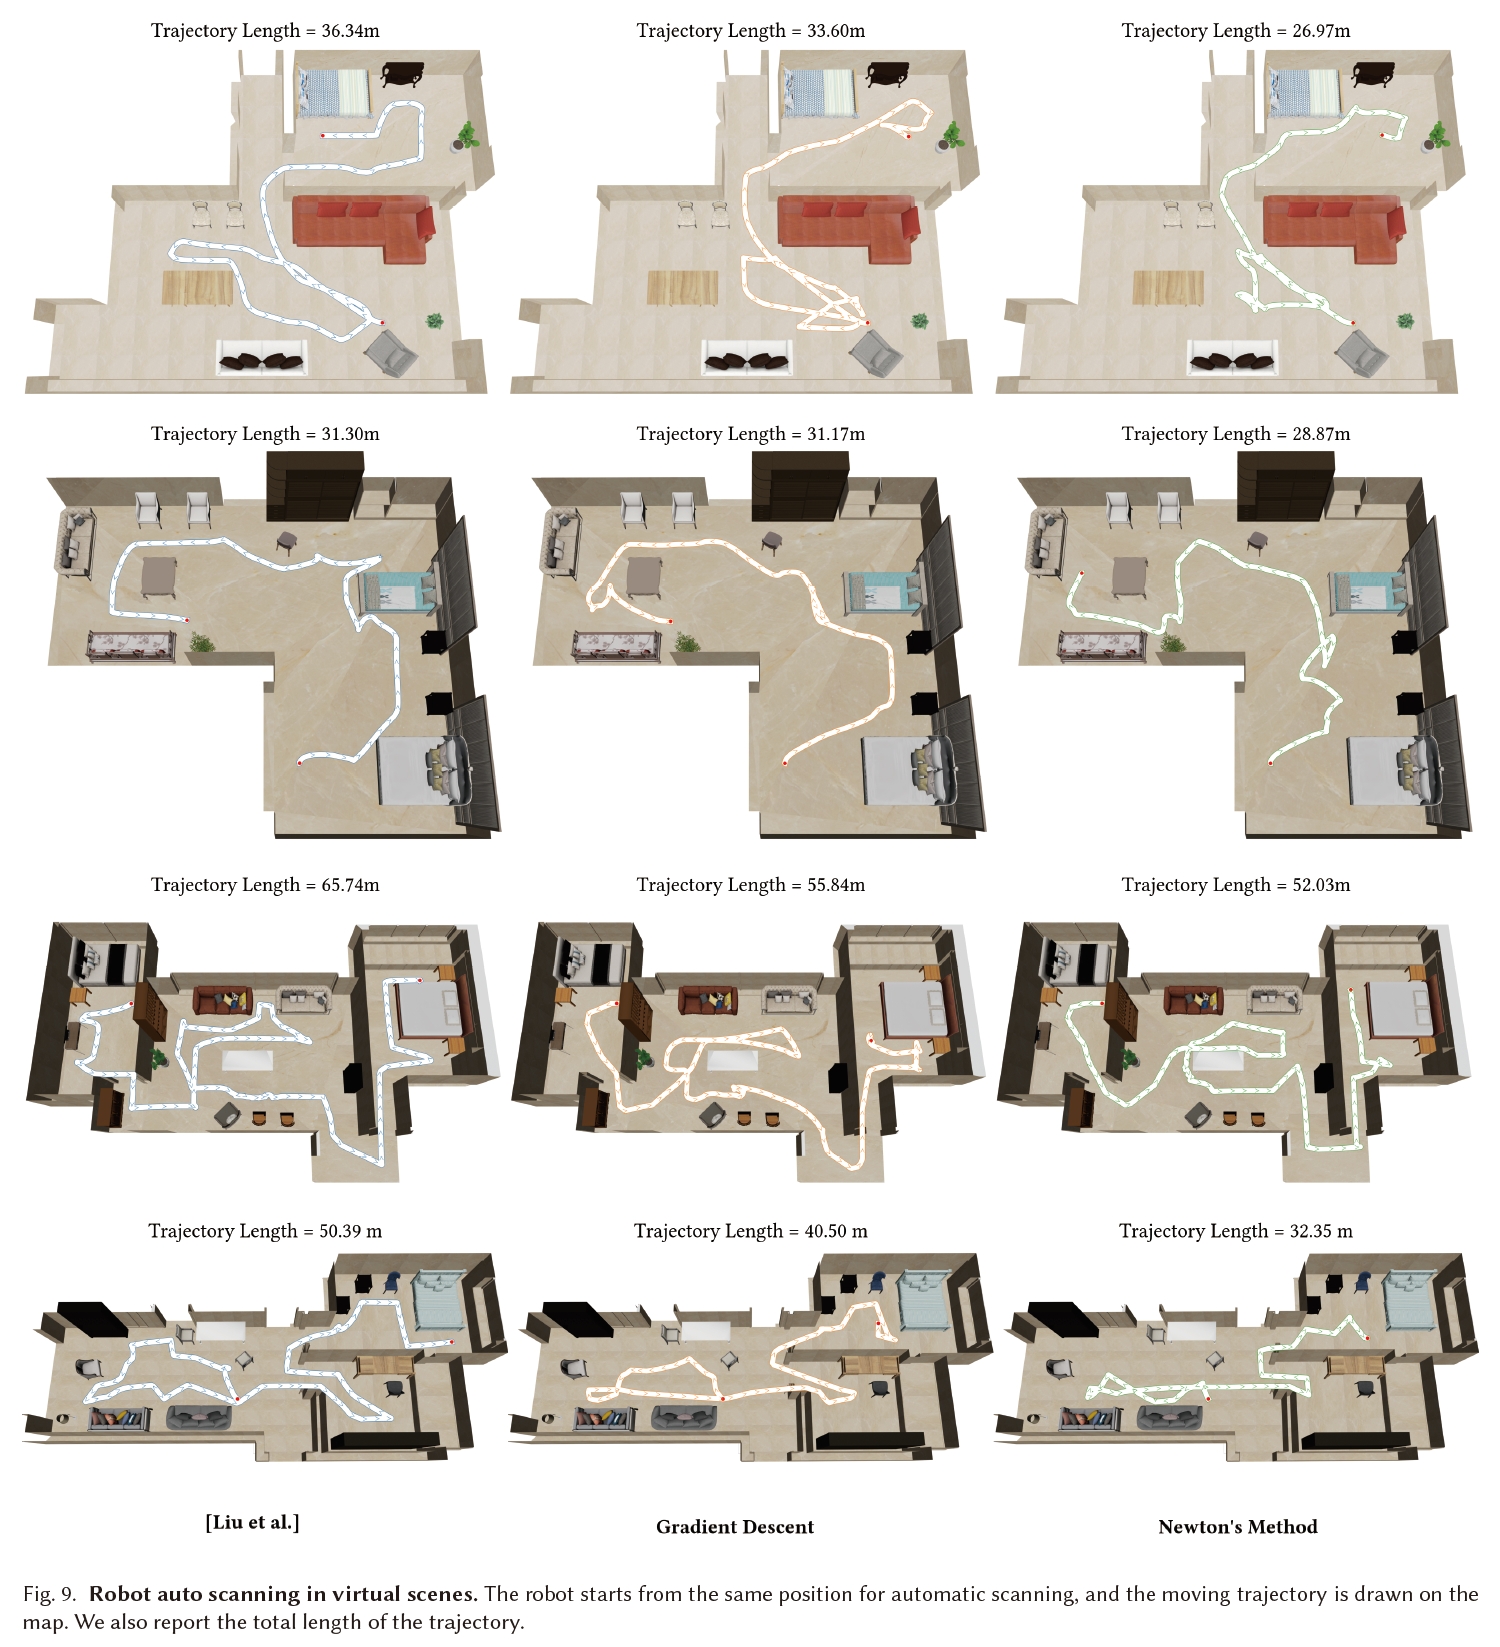 Trajectory Length = 36.34m
Trajectory Length = 33.60m
Trajectory Length = 26.97m
Trajectory Length = 31.30m
Trajectory Length = 31.17m
Trajectory Length = 28.87m
Trajectory Length = 65.74m
Trajectory Length = 55.84m
Trajectory Length = 52.03m
Trajectory Length = 50.39 m
Trajectory Length = 40.50 m
Trajectory Length = 32.35 m
[Liu et al.]
Gradient Descent
Newton's Method
Fig. 9. Robot auto scanning in virtual scenes. The robot starts from the same position for automatic scanning, and the moving trajectory is drawn on the
map. We also report the total length of the trajectory.